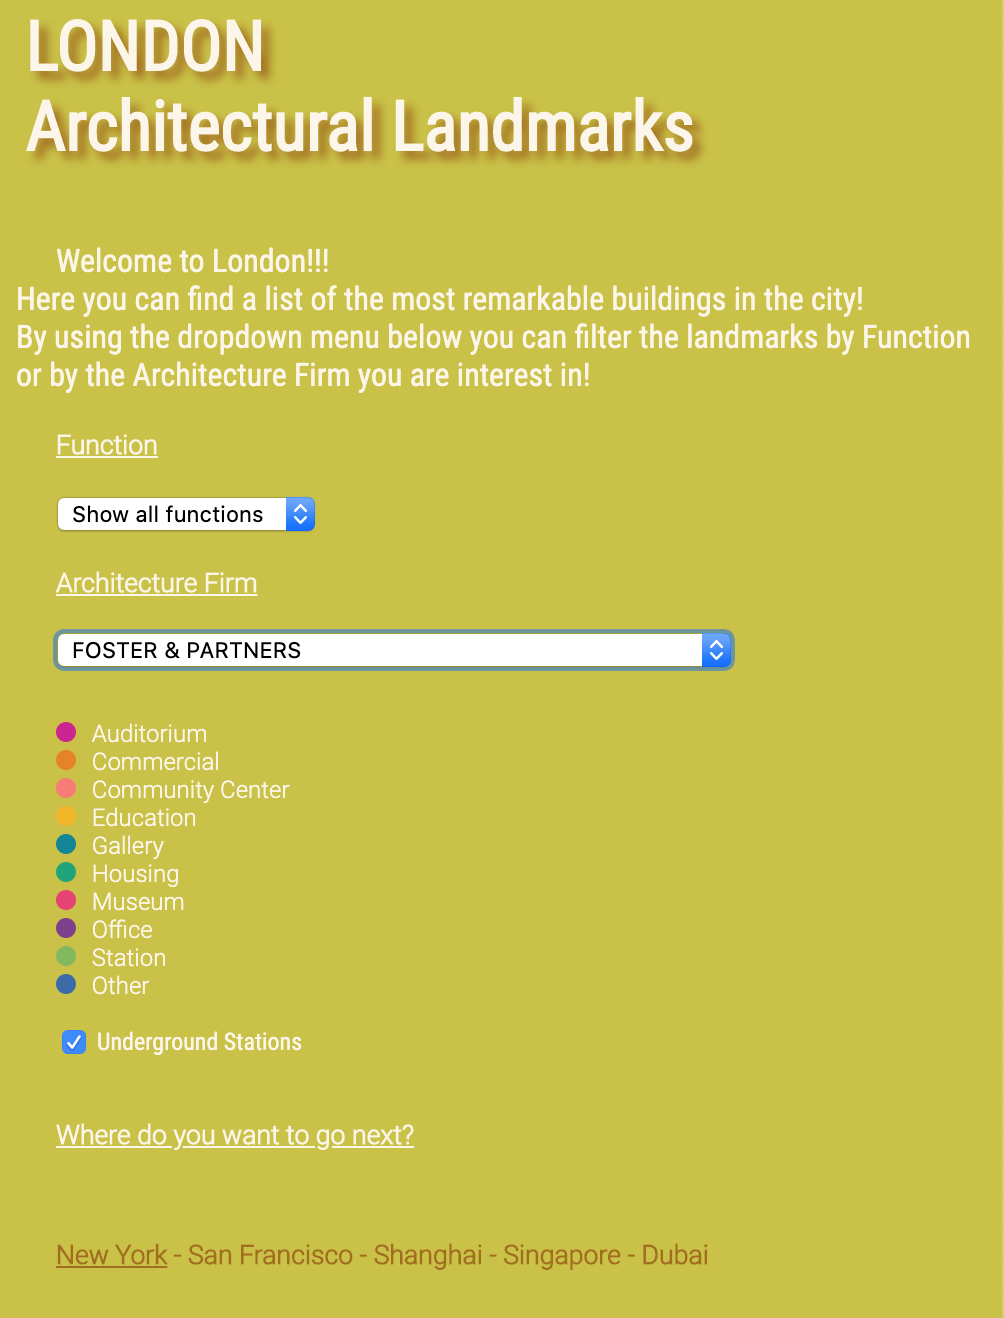 LONDON
Architectural Landmarks
Welcome to London!!!
Here you can find a list of the most remarkable buildings in the city!
By using the dropdown menu below you can filter the landmarks by Function
or by the Architecture Firm you are interest in!
Function
Show all functions
Architecture Firm
FOSTER & PARTNERS
Auditorium
Commercial
Community Center
Education
Gallery
Housing
Museum
Office
Station
Other
Underground Stations
Where do you want to go next?
New York - San Francisco - Shanghai - Singapore - Dubai